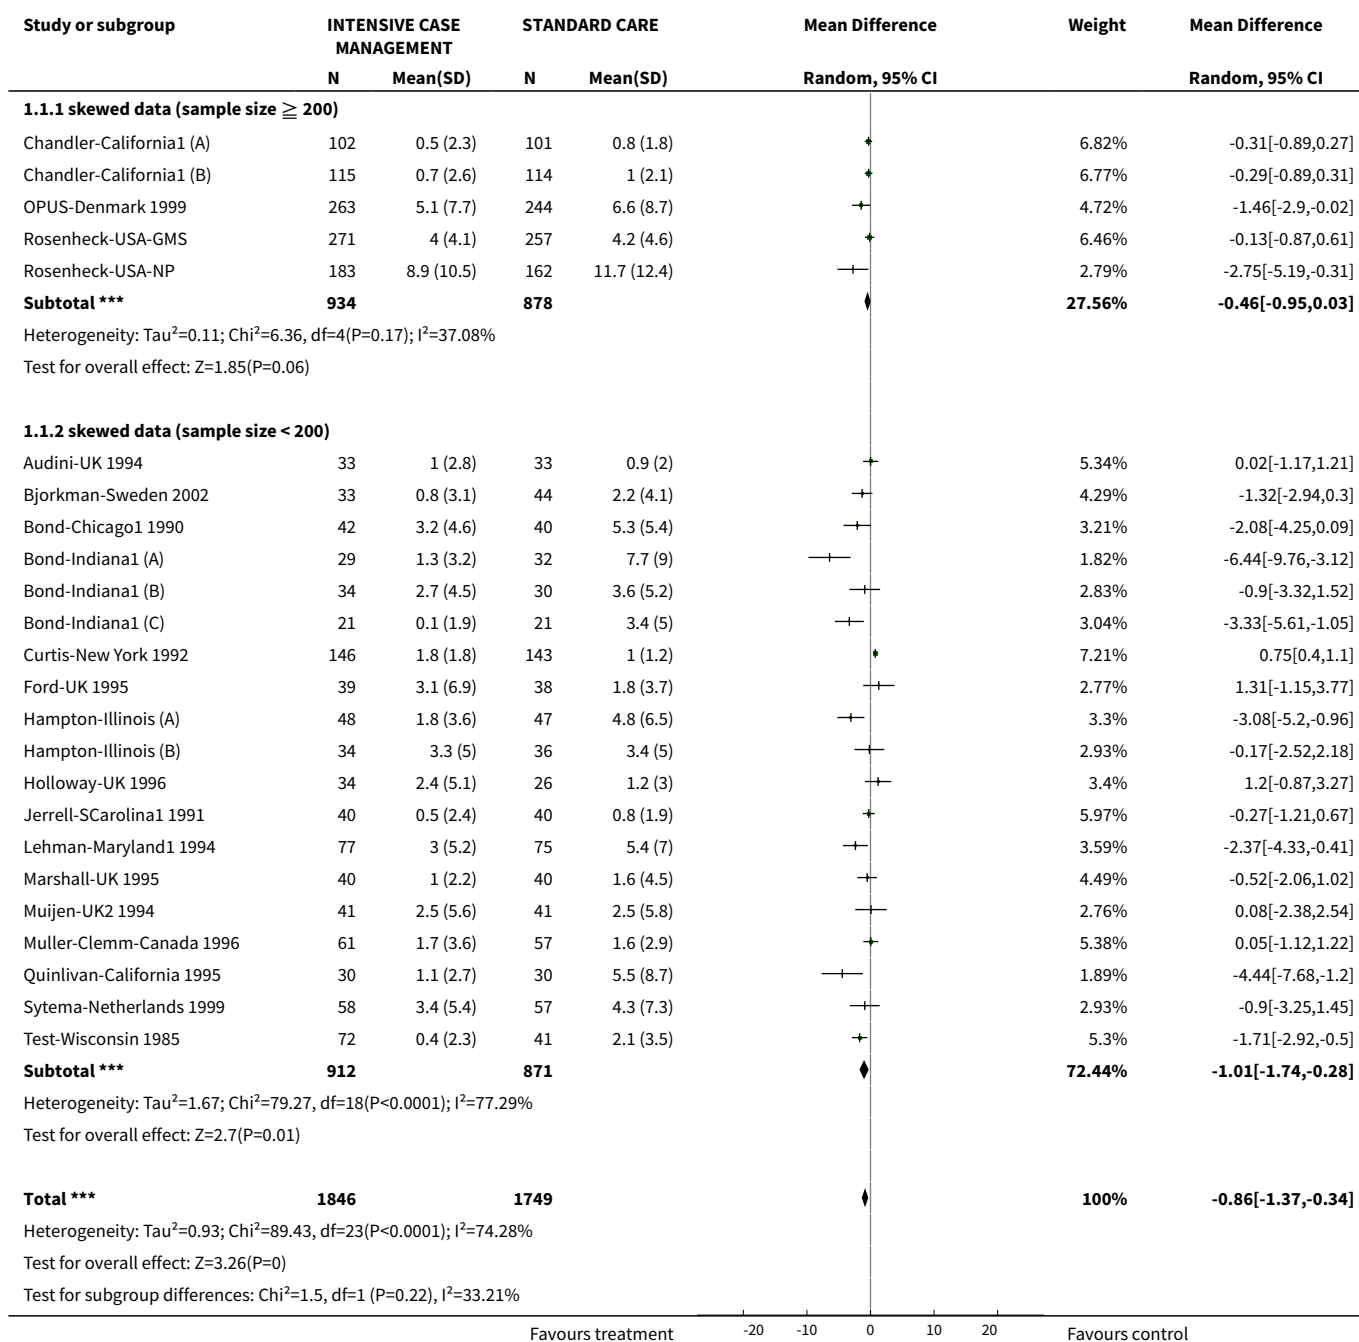 Study or subgroup INTENSIVE CASE MANAGEMENT STANDARD CARE Mean Difference Weight Mean Difference
N Mean(SD) N Mean(SD) Random, 95% CI Random, 95% CI
1.1.1 skewed data (sample size ≧ 200)
Chandler-California1 (A) 102 0.5 (2.3) 101 0.8 (1.8) 6.82% -0.31[-0.89,0.27]
Chandler-California1 (B) 115 0.7 (2.6) 114 1 (2.1) 6.77% -0.29[-0.89,0.31]
OPUS-Denmark 1999 263 5.1 (7.7) 244 6.6 (8.7) 4.72% -1.46[-2.9,-0.02]
Rosenheck-USA-GMS 271 4 (4.1) 257 4.2 (4.6) 6.46% -0.13[-0.87,0.61]
Rosenheck-USA-NP 183 8.9 (10.5) 162 11.7 (12.4) 2.79% -2.75[-5.19,-0.31]
Subtotal *** 934 878 27.56% -0.46[-0.95,0.03]
Heterogeneity: Tau²=0.11; Chi²=6.36, df=4(P=0.17); I²=37.08%
Test for overall effect: Z=1.85(P=0.06)
1.1.2 skewed data (sample size < 200)
Audini-UK 1994 33 1 (2.8) 33 0.9 (2) 5.34% 0.02[-1.17,1.21]
Bjorkman-Sweden 2002 33 0.8 (3.1) 44 2.2 (4.1) 4.29% -1.32[-2.94,0.3]
Bond-Chicago1 1990 42 3.2 (4.6) 40 5.3 (5.4) 3.21% -2.08[-4.25,0.09]
Bond-Indiana1 (A) 29 1.3 (3.2) 32 7.7 (9) 1.82% -6.44[-9.76,-3.12]
Bond-Indiana1 (B) 34 2.7 (4.5) 30 3.6 (5.2) 2.83% -0.9[-3.32,1.52]
Bond-Indiana1 (C) 21 0.1 (1.9) 21 3.4 (5) 3.04% -3.33[-5.61,-1.05]
Curtis-New York 1992 146 1.8 (1.8) 143 1 (1.2) 7.21% 0.75[0.4,1.1]
Ford-UK 1995 39 3.1 (6.9) 38 1.8 (3.7) 2.77% 1.31[-1.15,3.77]
Hampton-Illinois (A) 48 1.8 (3.6) 47 4.8 (6.5) 3.3% -3.08[-5.2,-0.96]
Hampton-Illinois (B) 34 3.3 (5) 36 3.4 (5) 2.93% -0.17[-2.52,2.18]
Holloway-UK 1996 34 2.4 (5.1) 26 1.2 (3) 3.4% 1.2[-0.87,3.27]
Jerrell-SCarolina1 1991 40 0.5 (2.4) 40 0.8 (1.9) 5.97% -0.27[-1.21,0.67]
Lehman-Maryland1 1994 77 3 (5.2) 75 5.4 (7) 3.59% -2.37[-4.33,-0.41]
Marshall-UK 1995 40 1 (2.2) 40 1.6 (4.5) 4.49% -0.52[-2.06,1.02]
Muijen-UK2 1994 41 2.5 (5.6) 41 2.5 (5.8) 2.76% 0.08[-2.38,2.54]
Muller-Clemm-Canada 1996 61 1.7 (3.6) 57 1.6 (2.9) 5.38% 0.05[-1.12,1.22]
Quinlivan-California 1995 30 1.1 (2.7) 30 5.5 (8.7) 1.89% -4.44[-7.68,-1.2]
Sytema-Netherlands 1999 58 3.4 (5.4) 57 4.3 (7.3) 2.93% -0.9[-3.25,1.45]
Test-Wisconsin 1985 72 0.4 (2.3) 41 2.1 (3.5) 5.3% -1.71[-2.92,-0.5]
Subtotal *** 912 871 72.44% -1.01[-1.74,-0.28]
Heterogeneity: Tau²=1.67; Chi²=79.27, df=18(P<0.0001); I²=77.29%
Test for overall effect: Z=2.7(P=0.01)
Total *** 1846 1749 100% -0.86[-1.37,-0.34]
Heterogeneity: Tau²=0.93; Chi²=89.43, df=23(P<0.0001); I²=74.28%
Test for overall effect: Z=3.26(P=0)
Test for subgroup differences: Chi²=1.5, df=1 (P=0.22), I²=33.21%
Favours treatment -20 -10 0 10 20 Favours control